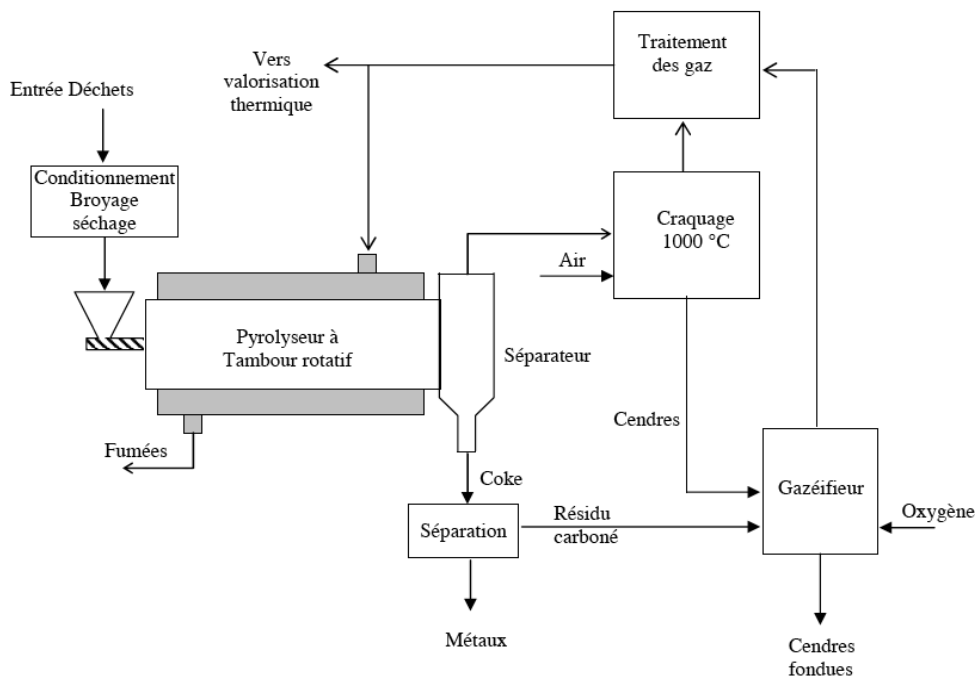 Traitement
des gaz
Vers
valorisation
thermique
Entrée Déchets
Conditionnement
Broyage
séchage
Craquage
1000 °C
Air
Pyrolyseur à
Tambour rotatif
Séparateur
Cendres
Fumées
Coke
Gazéifieur
Séparation
Résidu
carboné
Oxygène
Métaux
Cendres
fondues